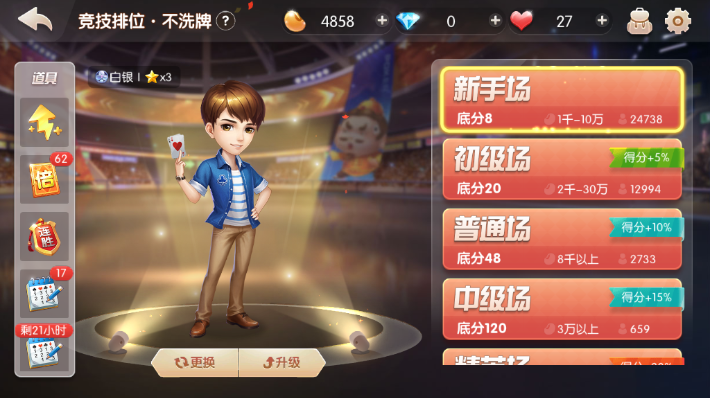 竞技排位·不洗牌 ?
4858 + 0 + 27 +
道具
白银 | ★x3
62
倍
连胜
17
剩21小时
更换
升级
新手场
底分8 1千-10万 24738
初级场
得分+5%
底分20 2千-30万 12994
普通场
得分+10%
底分48 8千以上 2733
中级场
得分+15%
底分120 3万以上 659